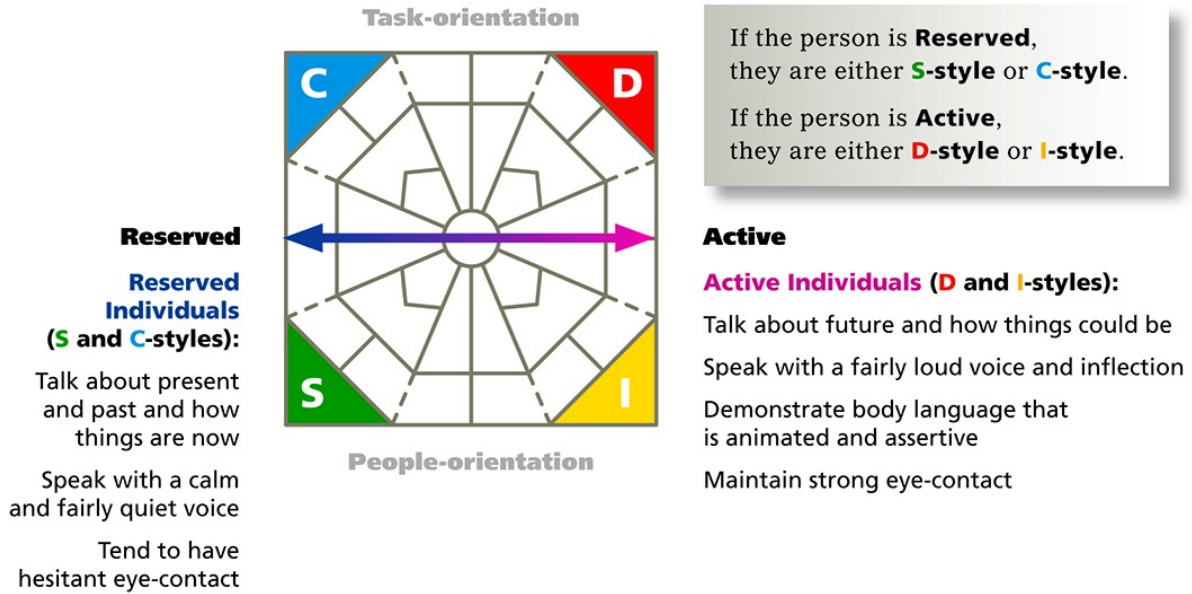 Task-orientation
C
D
If the person is Reserved,
they are either S-style or C-style.
If the person is Active,
they are either D-style or I-style.
Reserved
Reserved
Individuals
(S and C-styles):
Talk about present
and past and how
things are now
Speak with a calm
and fairly quiet voice
Tend to have
hesitant eye-contact
S
I
People-orientation
Active
Active Individuals (D and I-styles):
Talk about future and how things could be
Speak with a fairly loud voice and inflection
Demonstrate body language that
is animated and assertive
Maintain strong eye-contact